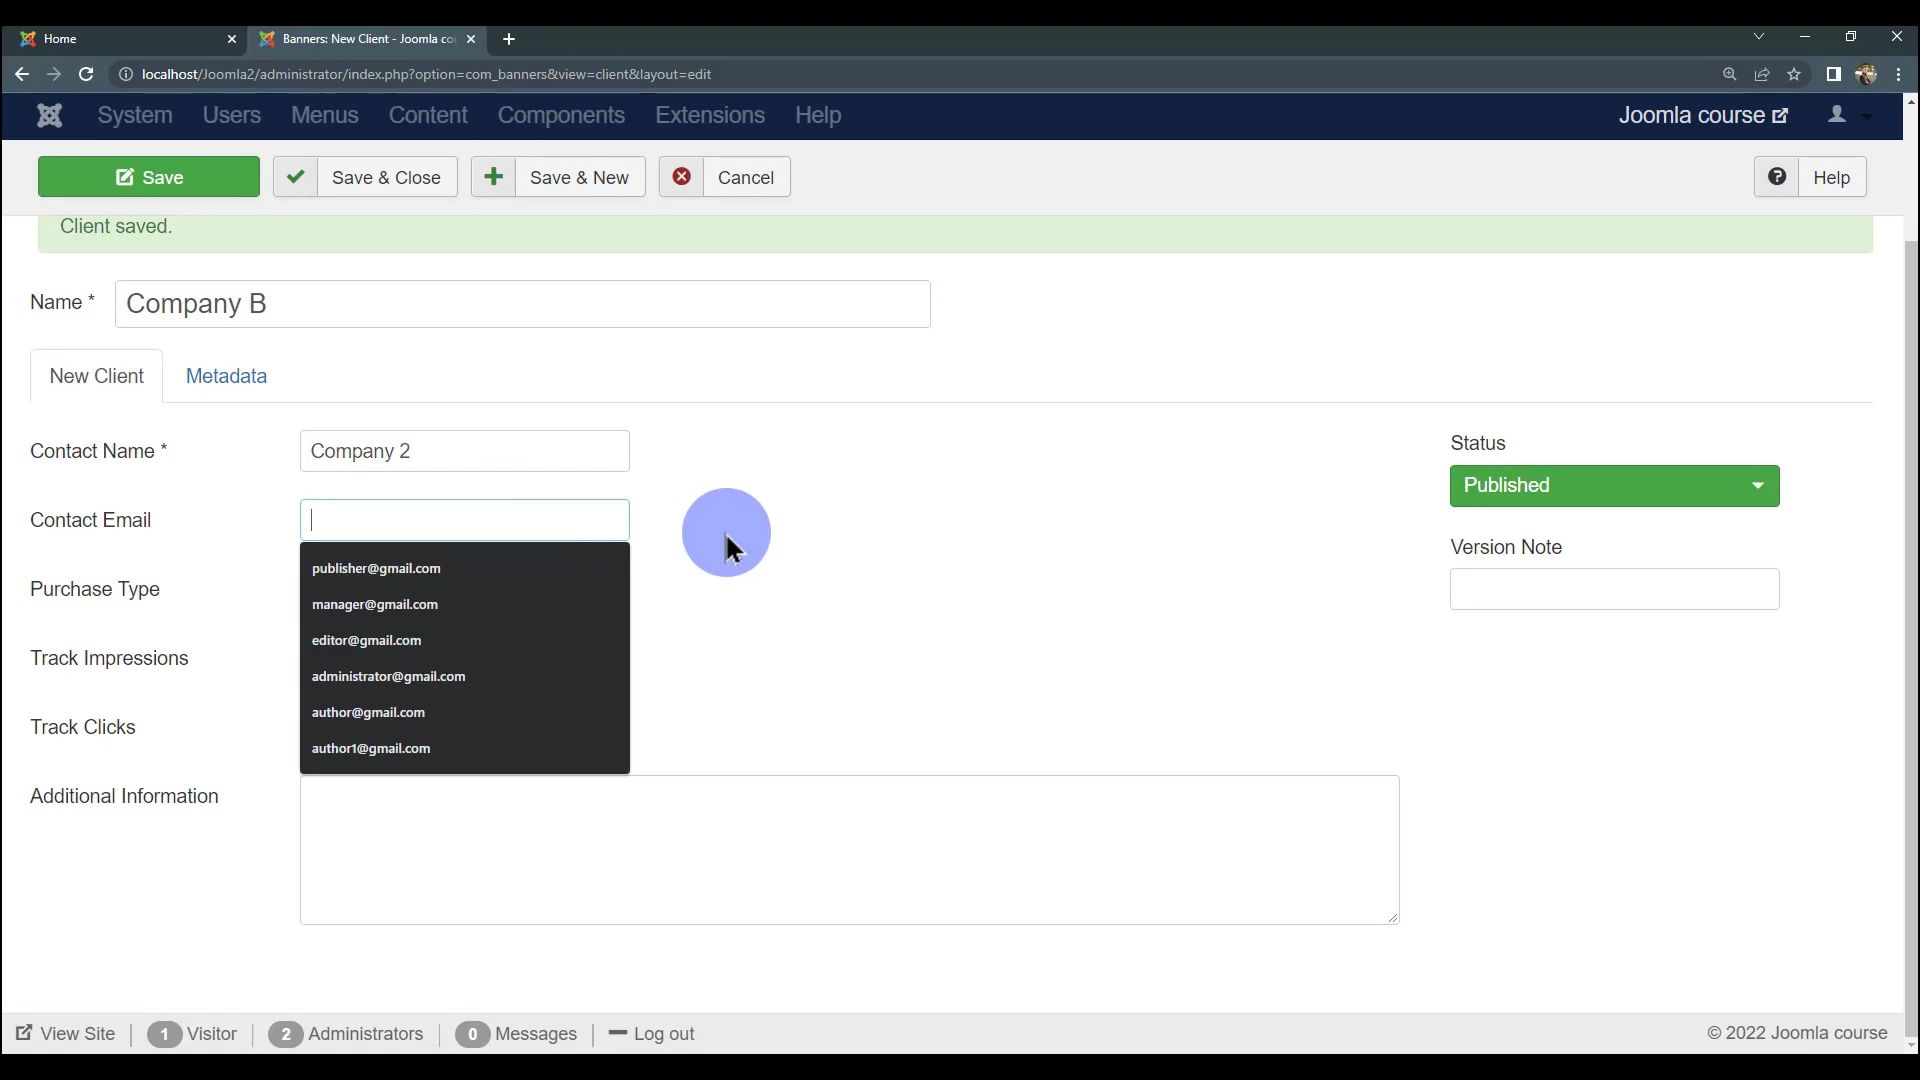 Home
Banners: New Client - Joomla co
localhost/Joomla2/administrator/index.php?option=com_banners&view=client&layout=edit
System Users Menus Content Components Extensions Help Joomla course
Save Save & Close Save & New Cancel Help
Client saved.
Name * Company B
New Client Metadata
Contact Name * Company 2
Status
Published
Contact Email
Version Note
publisher@gmail.com
Purchase Type
manager@gmail.com
editor@gmail.com
Track Impressions
administrator@gmail.com
author@gmail.com
Track Clicks
author1@gmail.com
Additional Information
View Site 1 Visitor 2 Administrators 0 Messages Log out © 2022 Joomla course